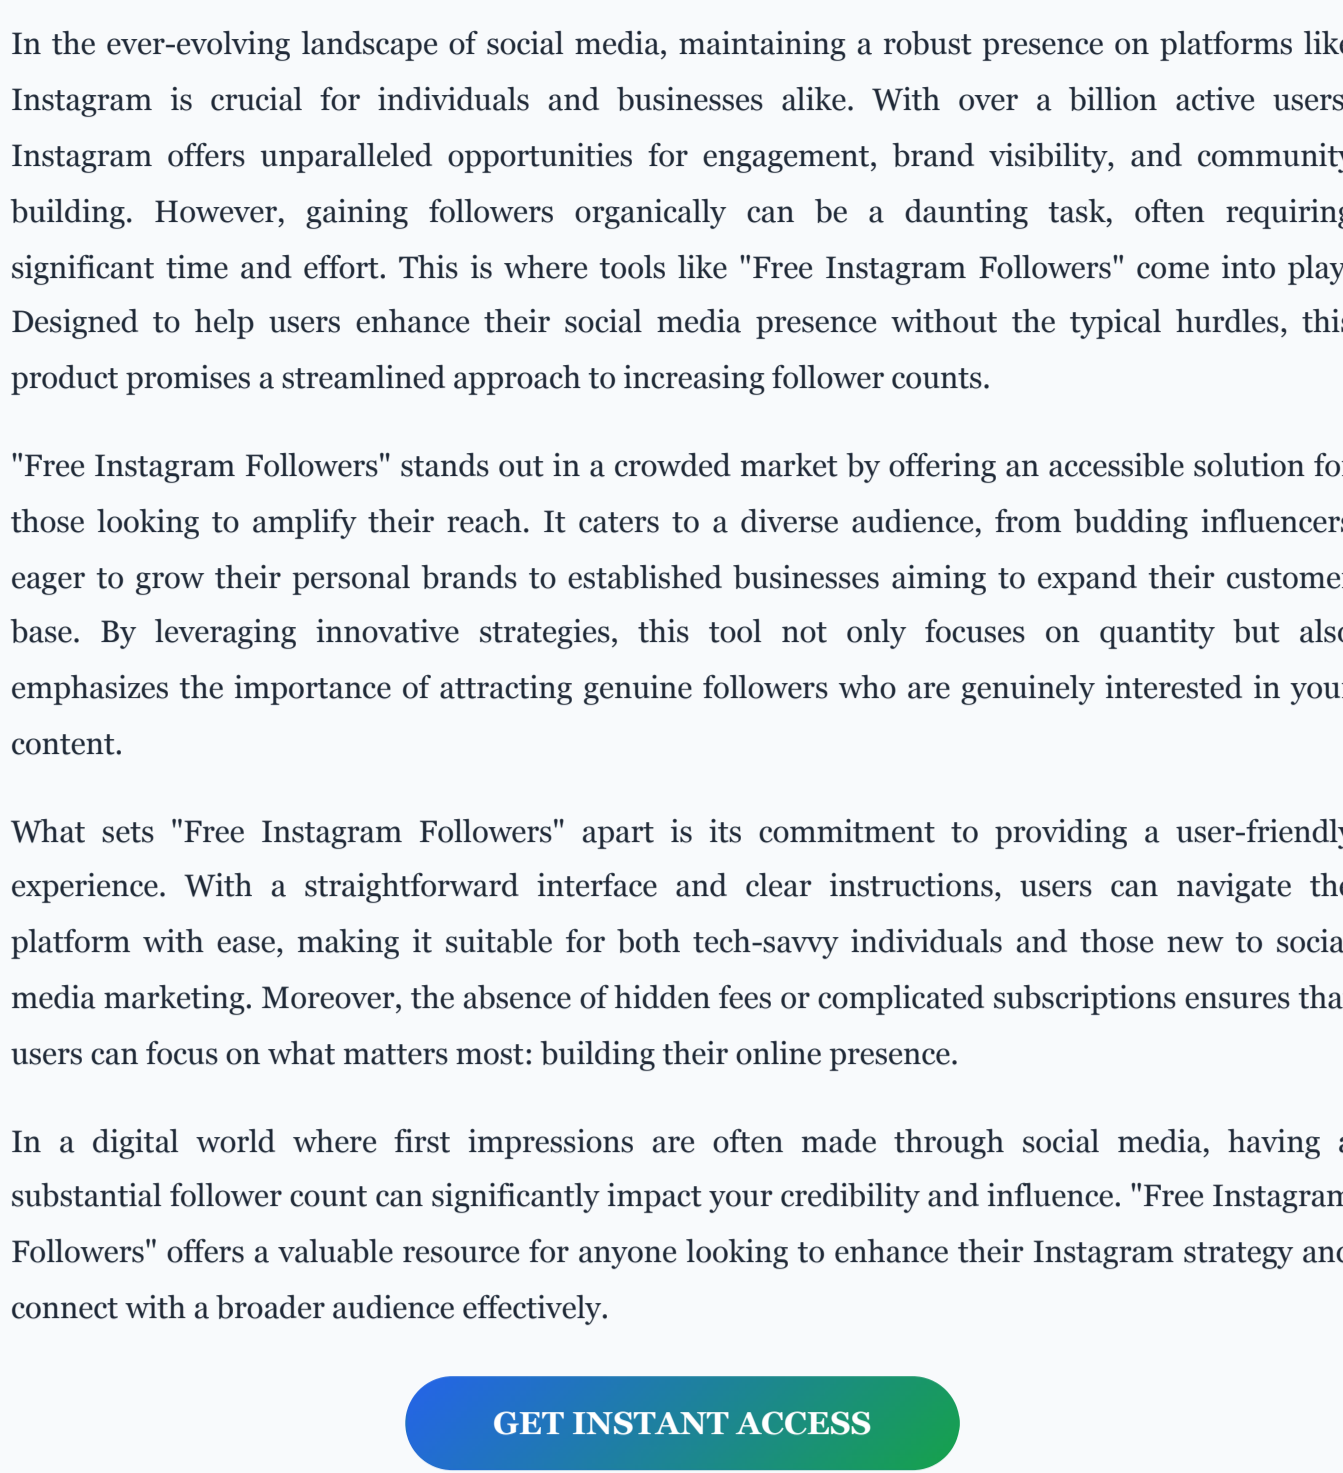 In the ever-evolving landscape of social media, maintaining a robust presence on platforms like
Instagram is crucial for individuals and businesses alike. With over a billion active users
Instagram offers unparalleled opportunities for engagement, brand visibility, and community
building. However, gaining followers organically can be a daunting task, often requiring
significant time and effort. This is where tools like "Free Instagram Followers" come into play
Designed to help users enhance their social media presence without the typical hurdles, this
product promises a streamlined approach to increasing follower counts.
"Free Instagram Followers" stands out in a crowded market by offering an accessible solution for
those looking to amplify their reach. It caters to a diverse audience, from budding influencers
eager to grow their personal brands to established businesses aiming to expand their customer
base. By leveraging innovative strategies, this tool not only focuses on quantity but also
emphasizes the importance of attracting genuine followers who are genuinely interested in your
content.
What sets "Free Instagram Followers" apart is its commitment to providing a user-friendly
experience. With a straightforward interface and clear instructions, users can navigate the
platform with ease, making it suitable for both tech-savvy individuals and those new to social
media marketing. Moreover, the absence of hidden fees or complicated subscriptions ensures that
users can focus on what matters most: building their online presence.
In a digital world where first impressions are often made through social media, having a
substantial follower count can significantly impact your credibility and influence. "Free Instagram
Followers" offers a valuable resource for anyone looking to enhance their Instagram strategy and
connect with a broader audience effectively.
GET INSTANT ACCESS